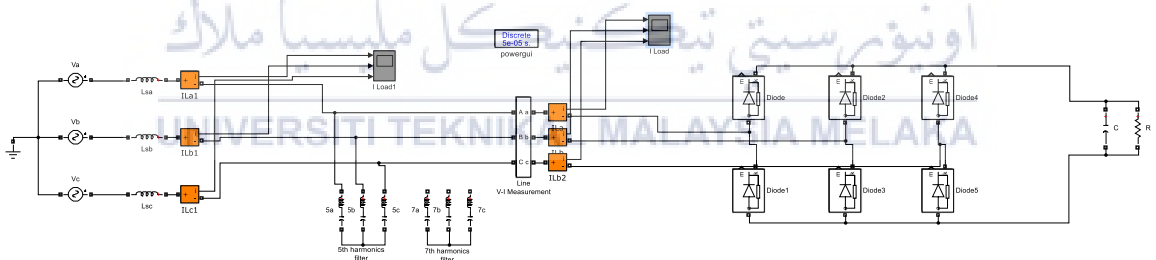 اونيۏرسيتي تيكنيكل مليسيا ملاك
UNIVERSITI TEKNIKAL MALAYSIA MELAKA
Discrete
5e-05 s.
powergui
I Load
I Load1
Va
Lsa
ILa1
Vb
Lsb
ILb1
Vc
Lsc
ILc1
A a
B b
C c
Line
V-I Measurement
ILb2
5a
5b
5c
7a
7b
7c
5th harmonics
filter
7th harmonics
filter
Diode
Diode2
Diode4
Diode1
Diode3
Diode5
C
R